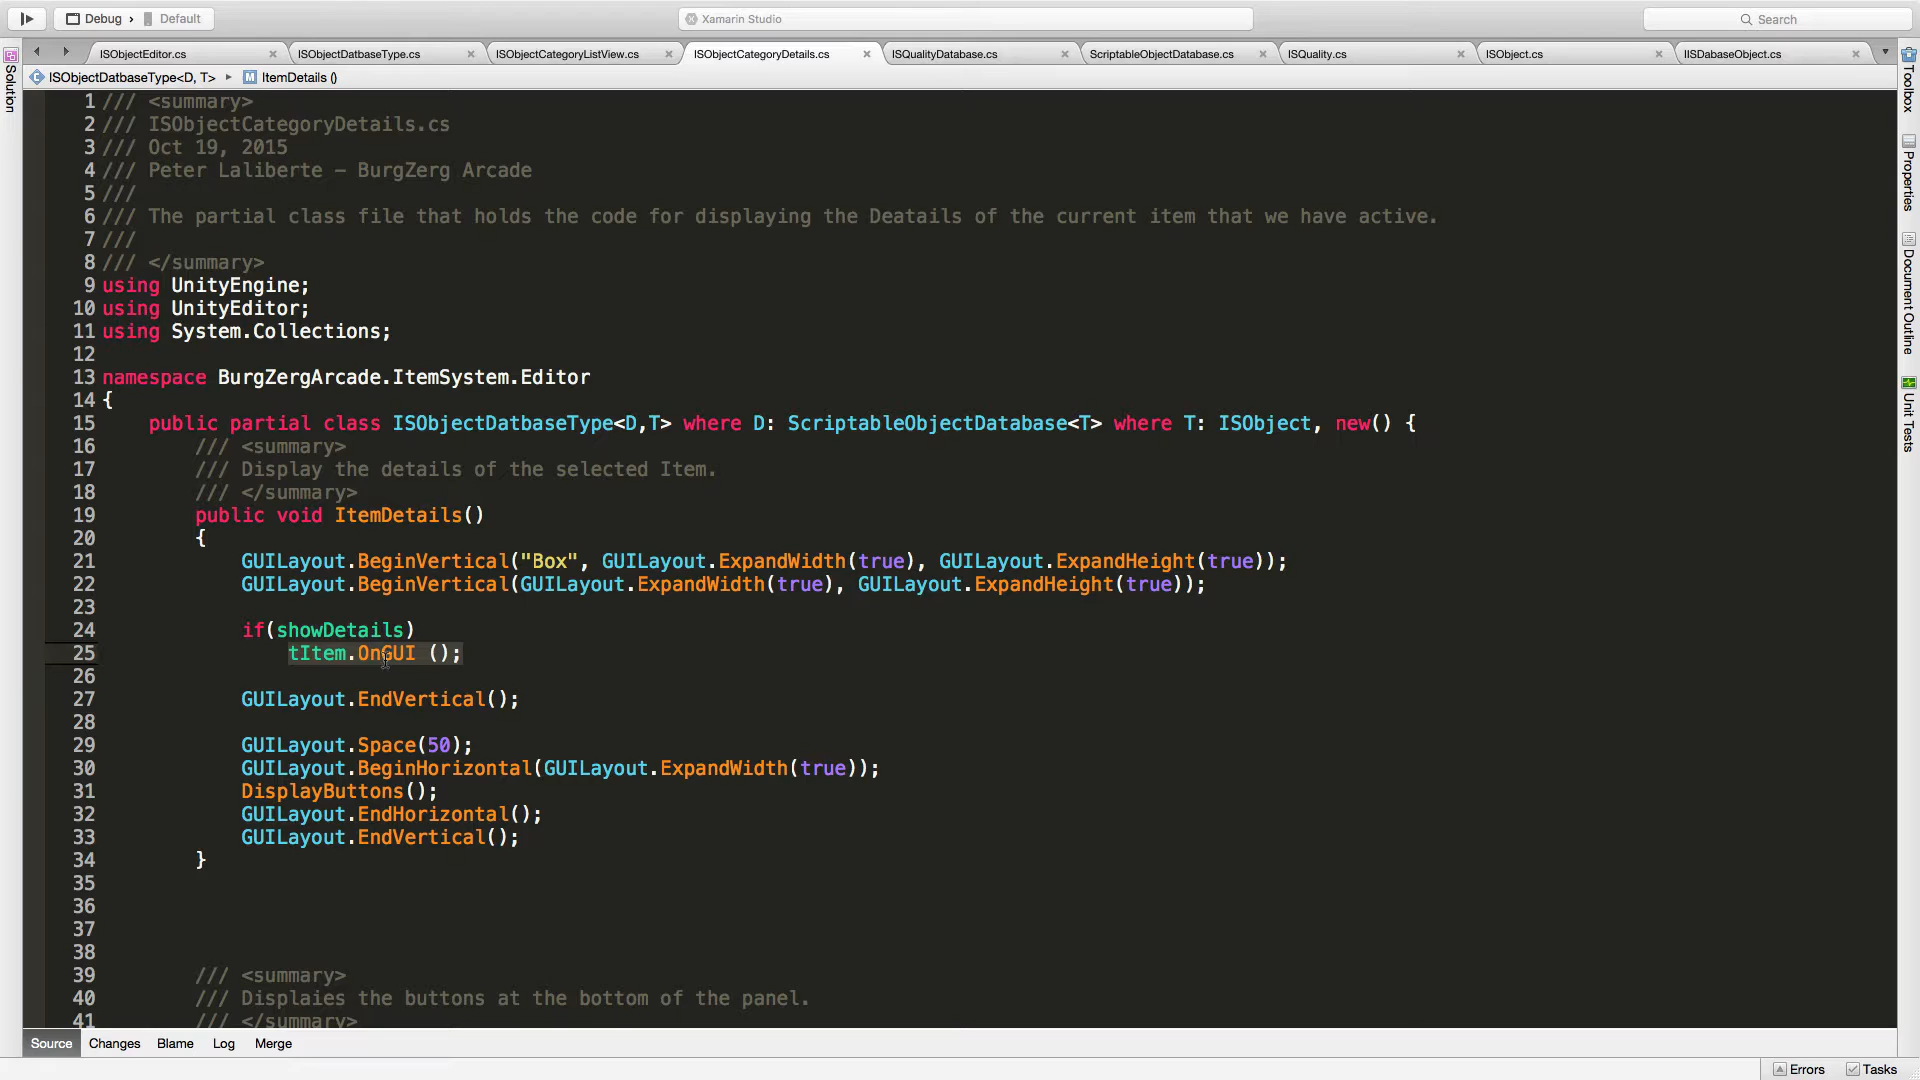 Debug › Default
Xamarin Studio
Search
ISObjectEditor.cs ISObjectDatbaseType.cs ISObjectCategoryListView.cs ISObjectCategoryDetails.cs ISQualityDatabase.cs ScriptableObjectDatabase.cs ISQuality.cs ISObject.cs IISDabaseObject.cs
ISObjectDatbaseType<D, T> ItemDetails ()
Solution
Toolbox
Properties
Document Outline
Unit Tests
1 /// <summary>
2 /// ISObjectCategoryDetails.cs
3 /// Oct 19, 2015
4 /// Peter Laliberte - BurgZerg Arcade
5 ///
6 /// The partial class file that holds the code for displaying the Deatails of the current item that we have active.
7 ///
8 /// </summary>
9 using UnityEngine;
10 using UnityEditor;
11 using System.Collections;
12
13 namespace BurgZergArcade.ItemSystem.Editor
14 {
15 public partial class ISObjectDatbaseType<D,T> where D: ScriptableObjectDatabase<T> where T: ISObject, new() {
16 /// <summary>
17 /// Display the details of the selected Item.
18 /// </summary>
19 public void ItemDetails()
20 {
21 GUILayout.BeginVertical("Box", GUILayout.ExpandWidth(true), GUILayout.ExpandHeight(true));
22 GUILayout.BeginVertical(GUILayout.ExpandWidth(true), GUILayout.ExpandHeight(true));
23
24 if(showDetails)
25 tItem.OnGUI ();
26
27 GUILayout.EndVertical();
28
29 GUILayout.Space(50);
30 GUILayout.BeginHorizontal(GUILayout.ExpandWidth(true));
31 DisplayButtons();
32 GUILayout.EndHorizontal();
33 GUILayout.EndVertical();
34 }
35
36
37
38
39 /// <summary>
40 /// Displaies the buttons at the bottom of the panel.
41 /// </summary>
Source Changes Blame Log Merge
Errors Tasks